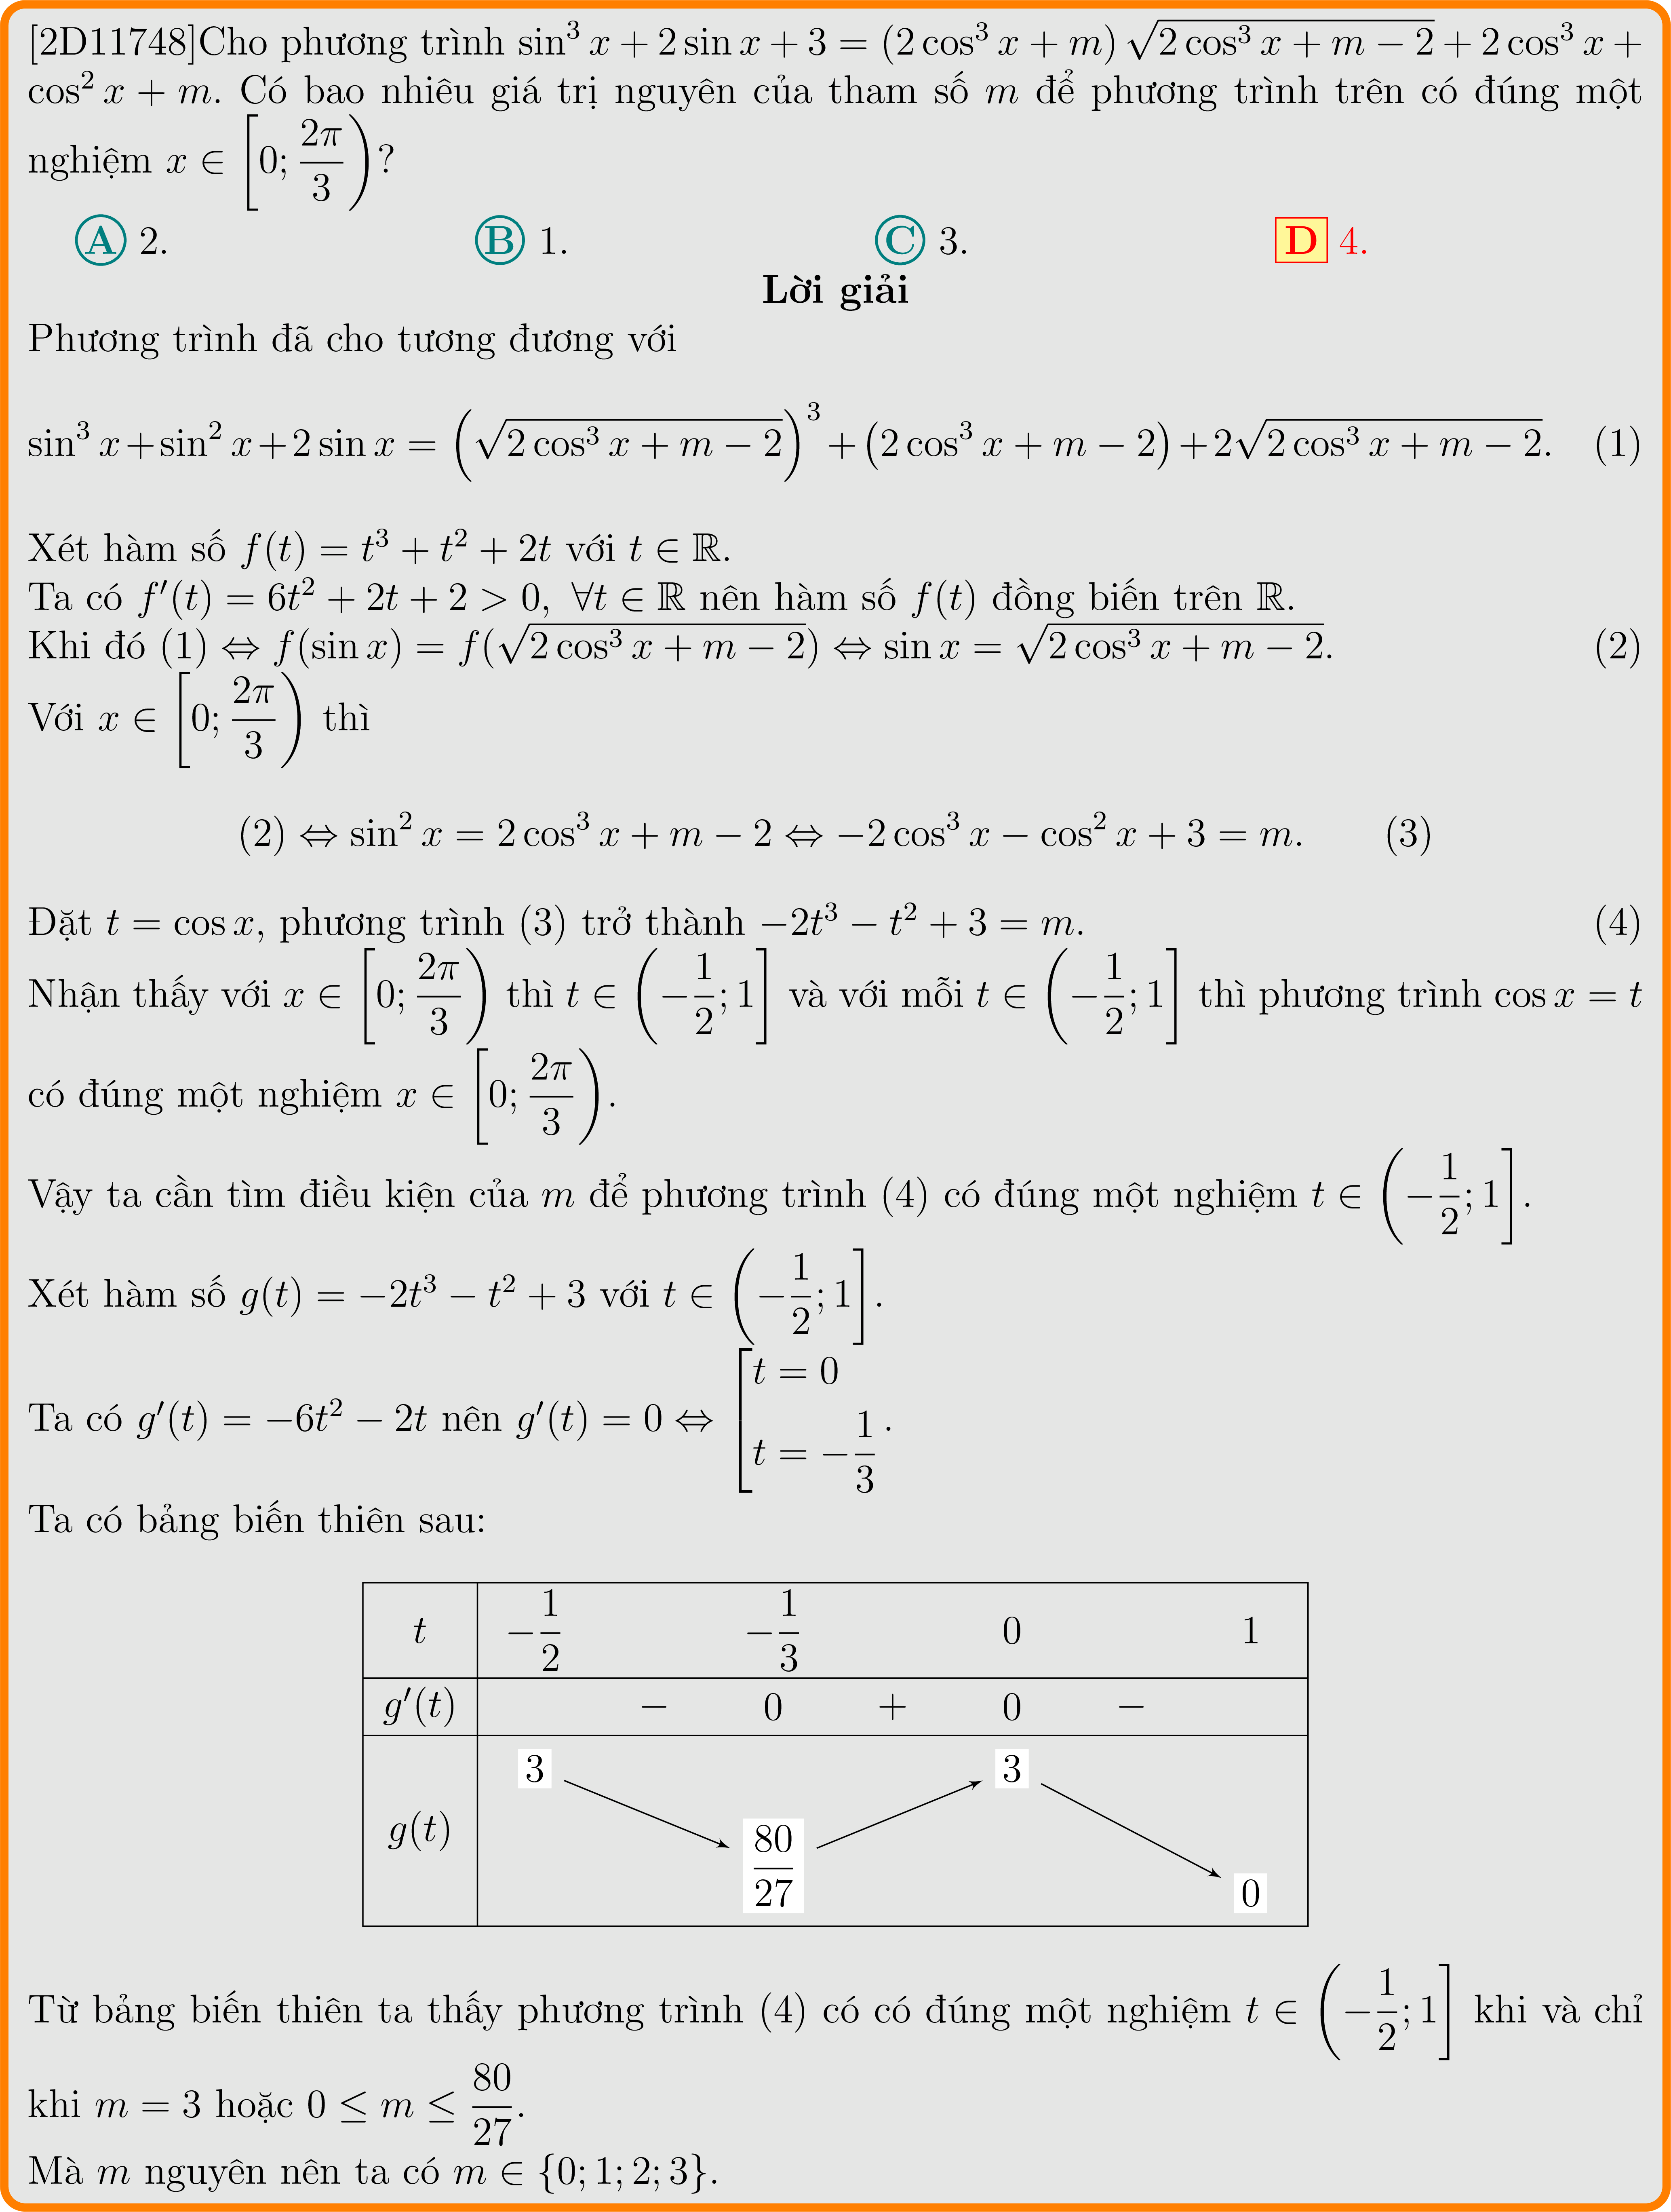 [2D11748]Cho phương trình $\sin^3 x + 2\sin x + 3 = (2\cos^3 x + m)\sqrt{2\cos^3 x + m - 2} + 2\cos^3 x +$
$\cos^2 x + m$. Có bao nhiêu giá trị nguyên của tham số $m$ để phương trình trên có đúng một
nghiệm $x \in \left[0; \dfrac{2\pi}{3}\right)$?
A 2. B 1. C 3. D 4.
Lời giải
Phương trình đã cho tương đương với
$\sin^3 x + \sin^2 x + 2\sin x = \left(\sqrt{2\cos^3 x + m - 2}\right)^3 + \left(2\cos^3 x + m - 2\right) + 2\sqrt{2\cos^3 x + m - 2}$. (1)
Xét hàm số $f(t) = t^3 + t^2 + 2t$ với $t \in \mathbb{R}$.
Ta có $f'(t) = 6t^2 + 2t + 2 > 0, \ \forall t \in \mathbb{R}$ nên hàm số $f(t)$ đồng biến trên $\mathbb{R}$.
Khi đó (1) $\Leftrightarrow f(\sin x) = f(\sqrt{2\cos^3 x + m - 2}) \Leftrightarrow \sin x = \sqrt{2\cos^3 x + m - 2}$. (2)
Với $x \in \left[0; \dfrac{2\pi}{3}\right)$ thì
(2) $\Leftrightarrow \sin^2 x = 2\cos^3 x + m - 2 \Leftrightarrow -2\cos^3 x - \cos^2 x + 3 = m$. (3)
Đặt $t = \cos x$, phương trình (3) trở thành $-2t^3 - t^2 + 3 = m$. (4)
Nhận thấy với $x \in \left[0; \dfrac{2\pi}{3}\right)$ thì $t \in \left(-\dfrac{1}{2}; 1\right]$ và với mỗi $t \in \left(-\dfrac{1}{2}; 1\right]$ thì phương trình $\cos x = t$
có đúng một nghiệm $x \in \left[0; \dfrac{2\pi}{3}\right)$.
Vậy ta cần tìm điều kiện của $m$ để phương trình (4) có đúng một nghiệm $t \in \left(-\dfrac{1}{2}; 1\right]$.
Xét hàm số $g(t) = -2t^3 - t^2 + 3$ với $t \in \left(-\dfrac{1}{2}; 1\right]$.
Ta có $g'(t) = -6t^2 - 2t$ nên $g'(t) = 0 \Leftrightarrow \left[\begin{array}{l} t = 0 \\ t = -\dfrac{1}{3} \end{array}\right.$.
Ta có bảng biến thiên sau:
$t$ $-\dfrac{1}{2}$ $-\dfrac{1}{3}$ 0 1
$g'(t)$ − 0 + 0 −
$g(t)$ 3 $\dfrac{80}{27}$ 3 0
Từ bảng biến thiên ta thấy phương trình (4) có có đúng một nghiệm $t \in \left(-\dfrac{1}{2}; 1\right]$ khi và chỉ
khi $m = 3$ hoặc $0 \leq m \leq \dfrac{80}{27}$.
Mà $m$ nguyên nên ta có $m \in \{0; 1; 2; 3\}$.